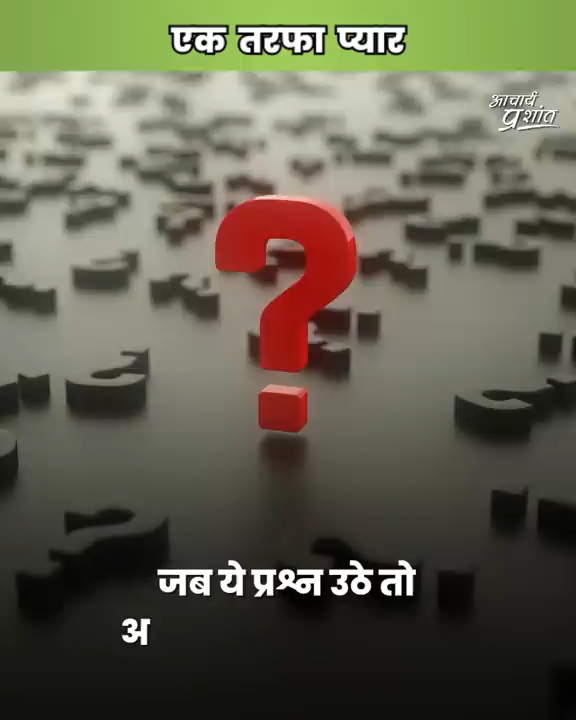 एक तरफा प्यार
आचार्य
प्रशांत
?
जब ये प्रश्न उठे तो
अ